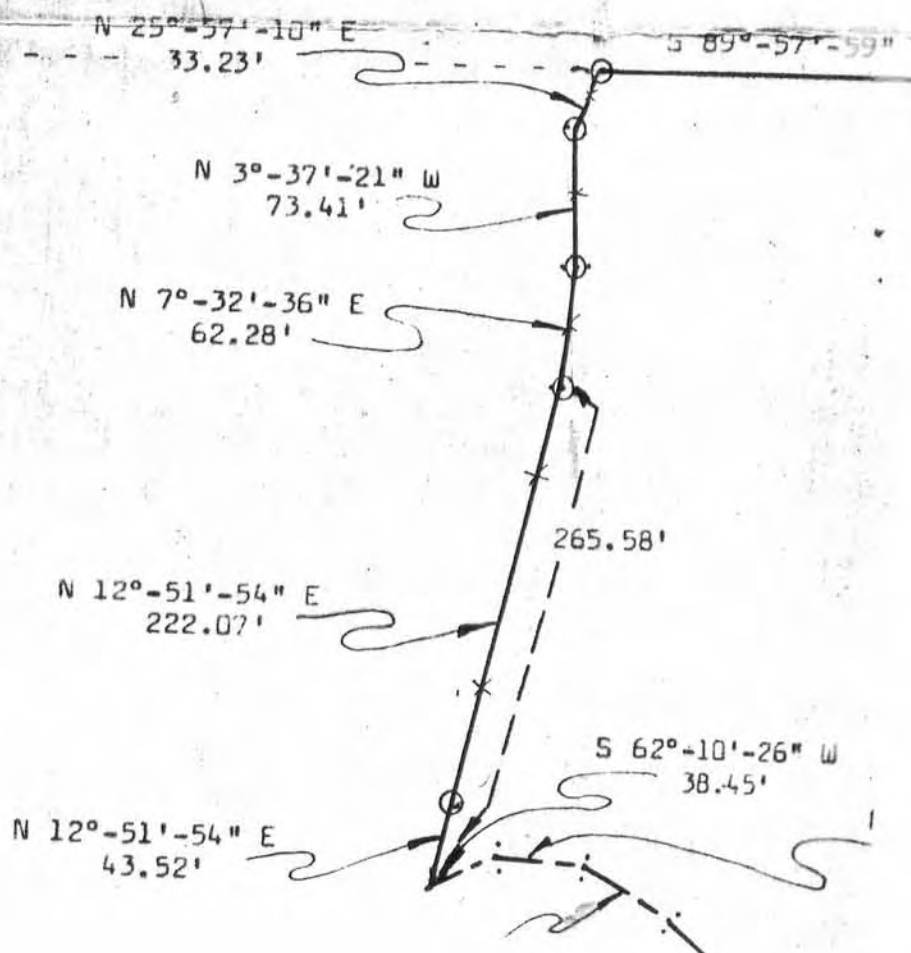 N 25°-57'-10" E
33.23'
S 89°-57'-59"
N 3°-37'-21" W
73.41'
N 7°-32'-36" E
62.28'
265.58'
N 12°-51'-54" E
222.07'
S 62°-10'-26" W
38.45'
N 12°-51'-54" E
43.52'